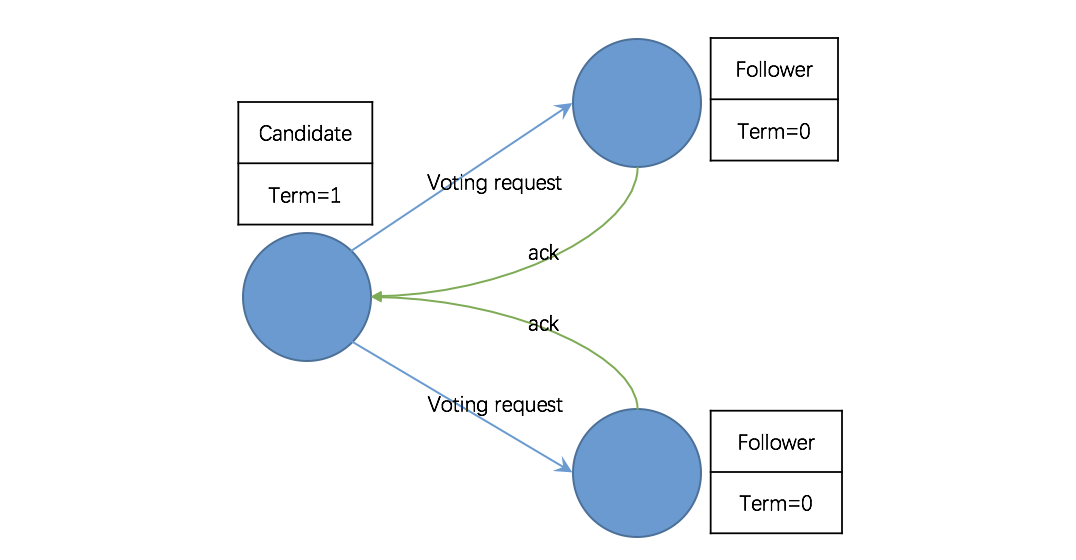 Follower
Term=0
Candidate
Term=1
Voting request
ack
ack
Voting request
Follower
Term=0